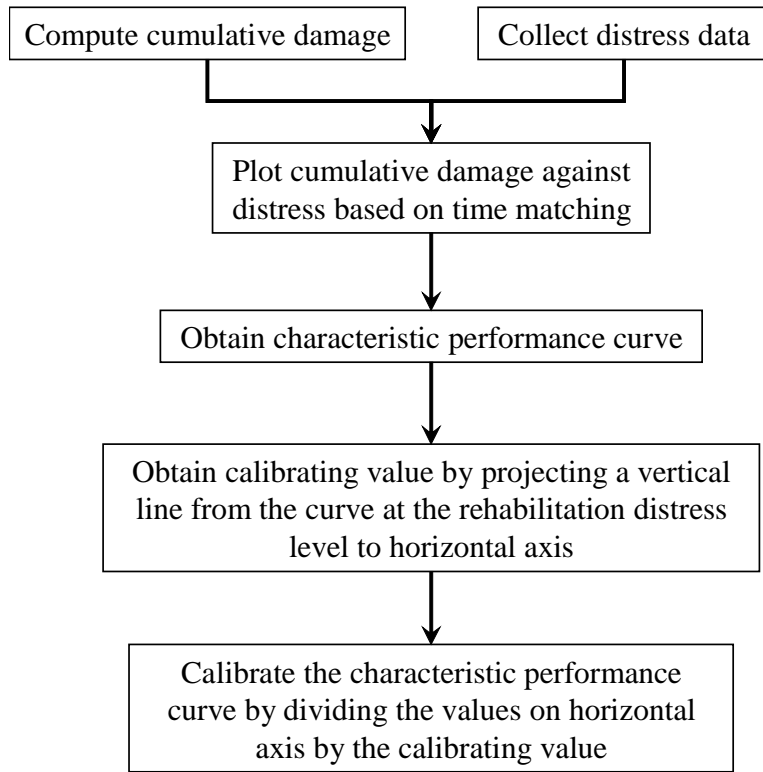 Compute cumulative damage
Collect distress data
Plot cumulative damage against
distress based on time matching
Obtain characteristic performance curve
Obtain calibrating value by projecting a vertical
line from the curve at the rehabilitation distress
level to horizontal axis
Calibrate the characteristic performance
curve by dividing the values on horizontal
axis by the calibrating value